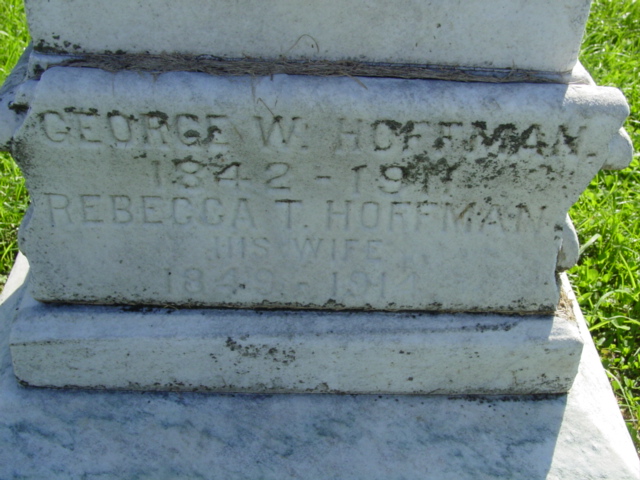 GEORGE W. HOFFMAN.
1842 -
REBECCA T. HOFFMAN.
HIS WIFE
1849 -